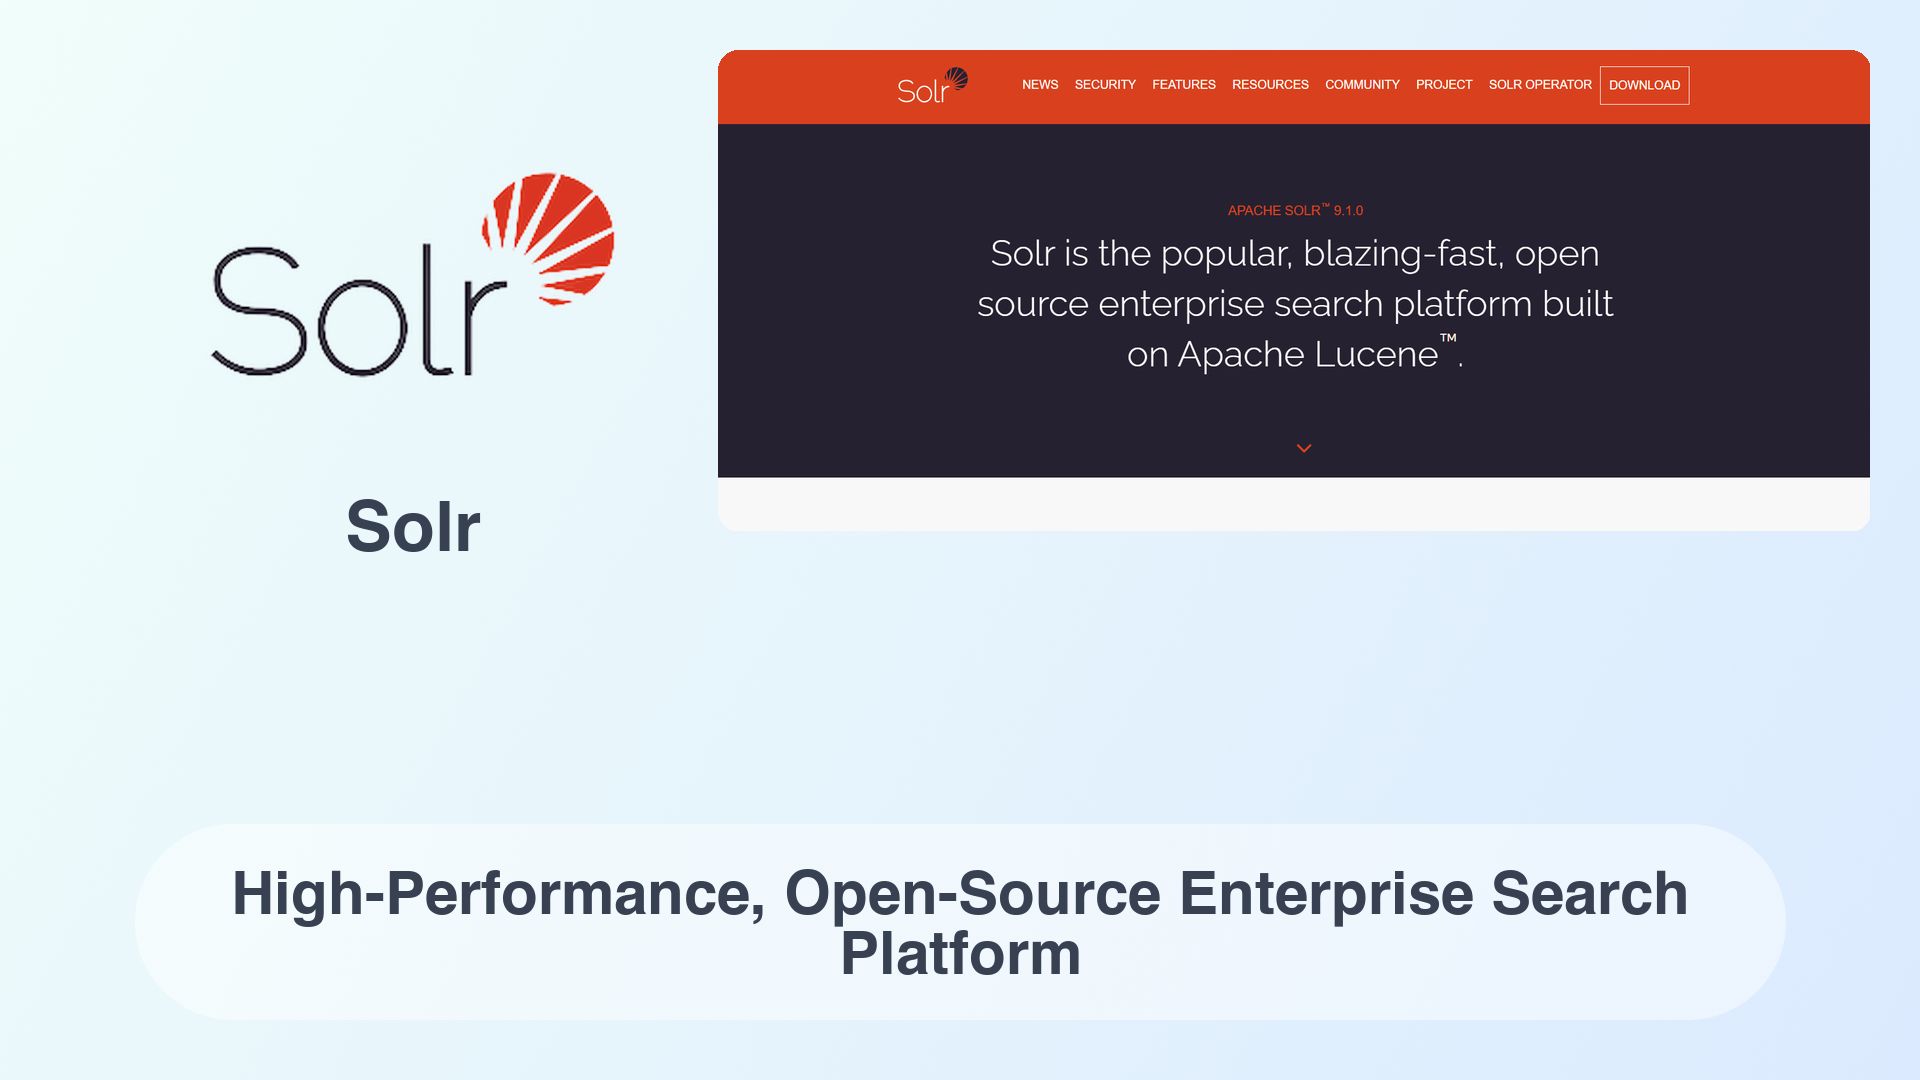 Solr
Solr
Solr
NEWS SECURITY FEATURES RESOURCES COMMUNITY PROJECT SOLR OPERATOR DOWNLOAD
APACHE SOLR™ 9.1.0
Solr is the popular, blazing-fast, open
source enterprise search platform built
on Apache Lucene™.
High-Performance, Open-Source Enterprise Search
Platform